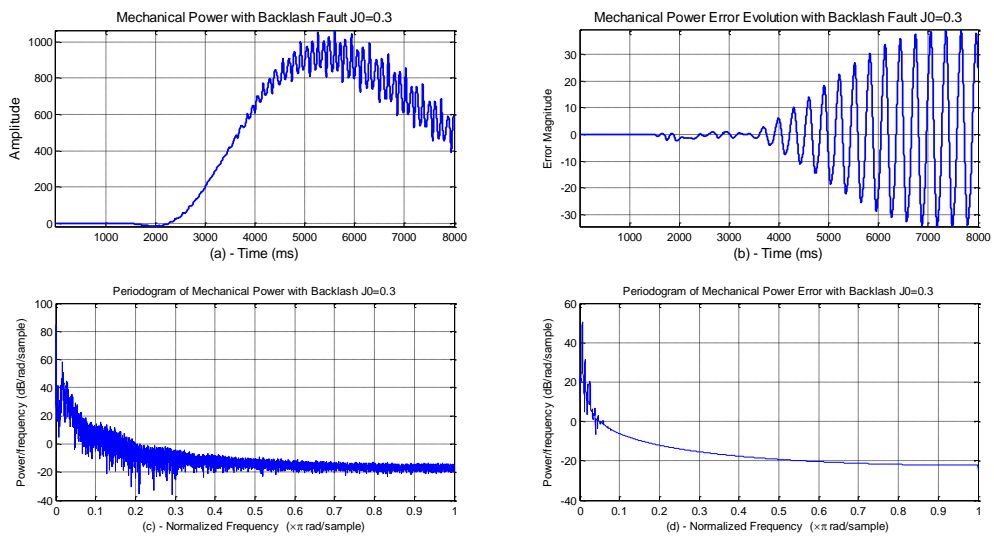 Mechanical Power with Backlash Fault J0=0.3
Amplitude
1000
800
600
400
200
0
0 1000 2000 3000 4000 5000 6000 7000 8000
(a) - Time (ms)
Mechanical Power Error Evolution with Backlash Fault J0=0.3
Error Magnitude
30
20
10
0
-10
-20
-30
1000 2000 3000 4000 5000 6000 7000 8000
(b) - Time (ms)
Periodogram of Mechanical Power with Backlash J0=0.3
Power/frequency (dB/rad/sample)
100
80
60
40
20
0
-20
-40
0 0.1 0.2 0.3 0.4 0.5 0.6 0.7 0.8 0.9 1
(c) - Normalized Frequency (×π rad/sample)
Periodogram of Mechanical Power Error with Backlash J0=0.3
Power/frequency (dB/rad/sample)
60
40
20
0
-20
-40
0 0.1 0.2 0.3 0.4 0.5 0.6 0.7 0.8 0.9 1
(d) - Normalized Frequency (×π rad/sample)